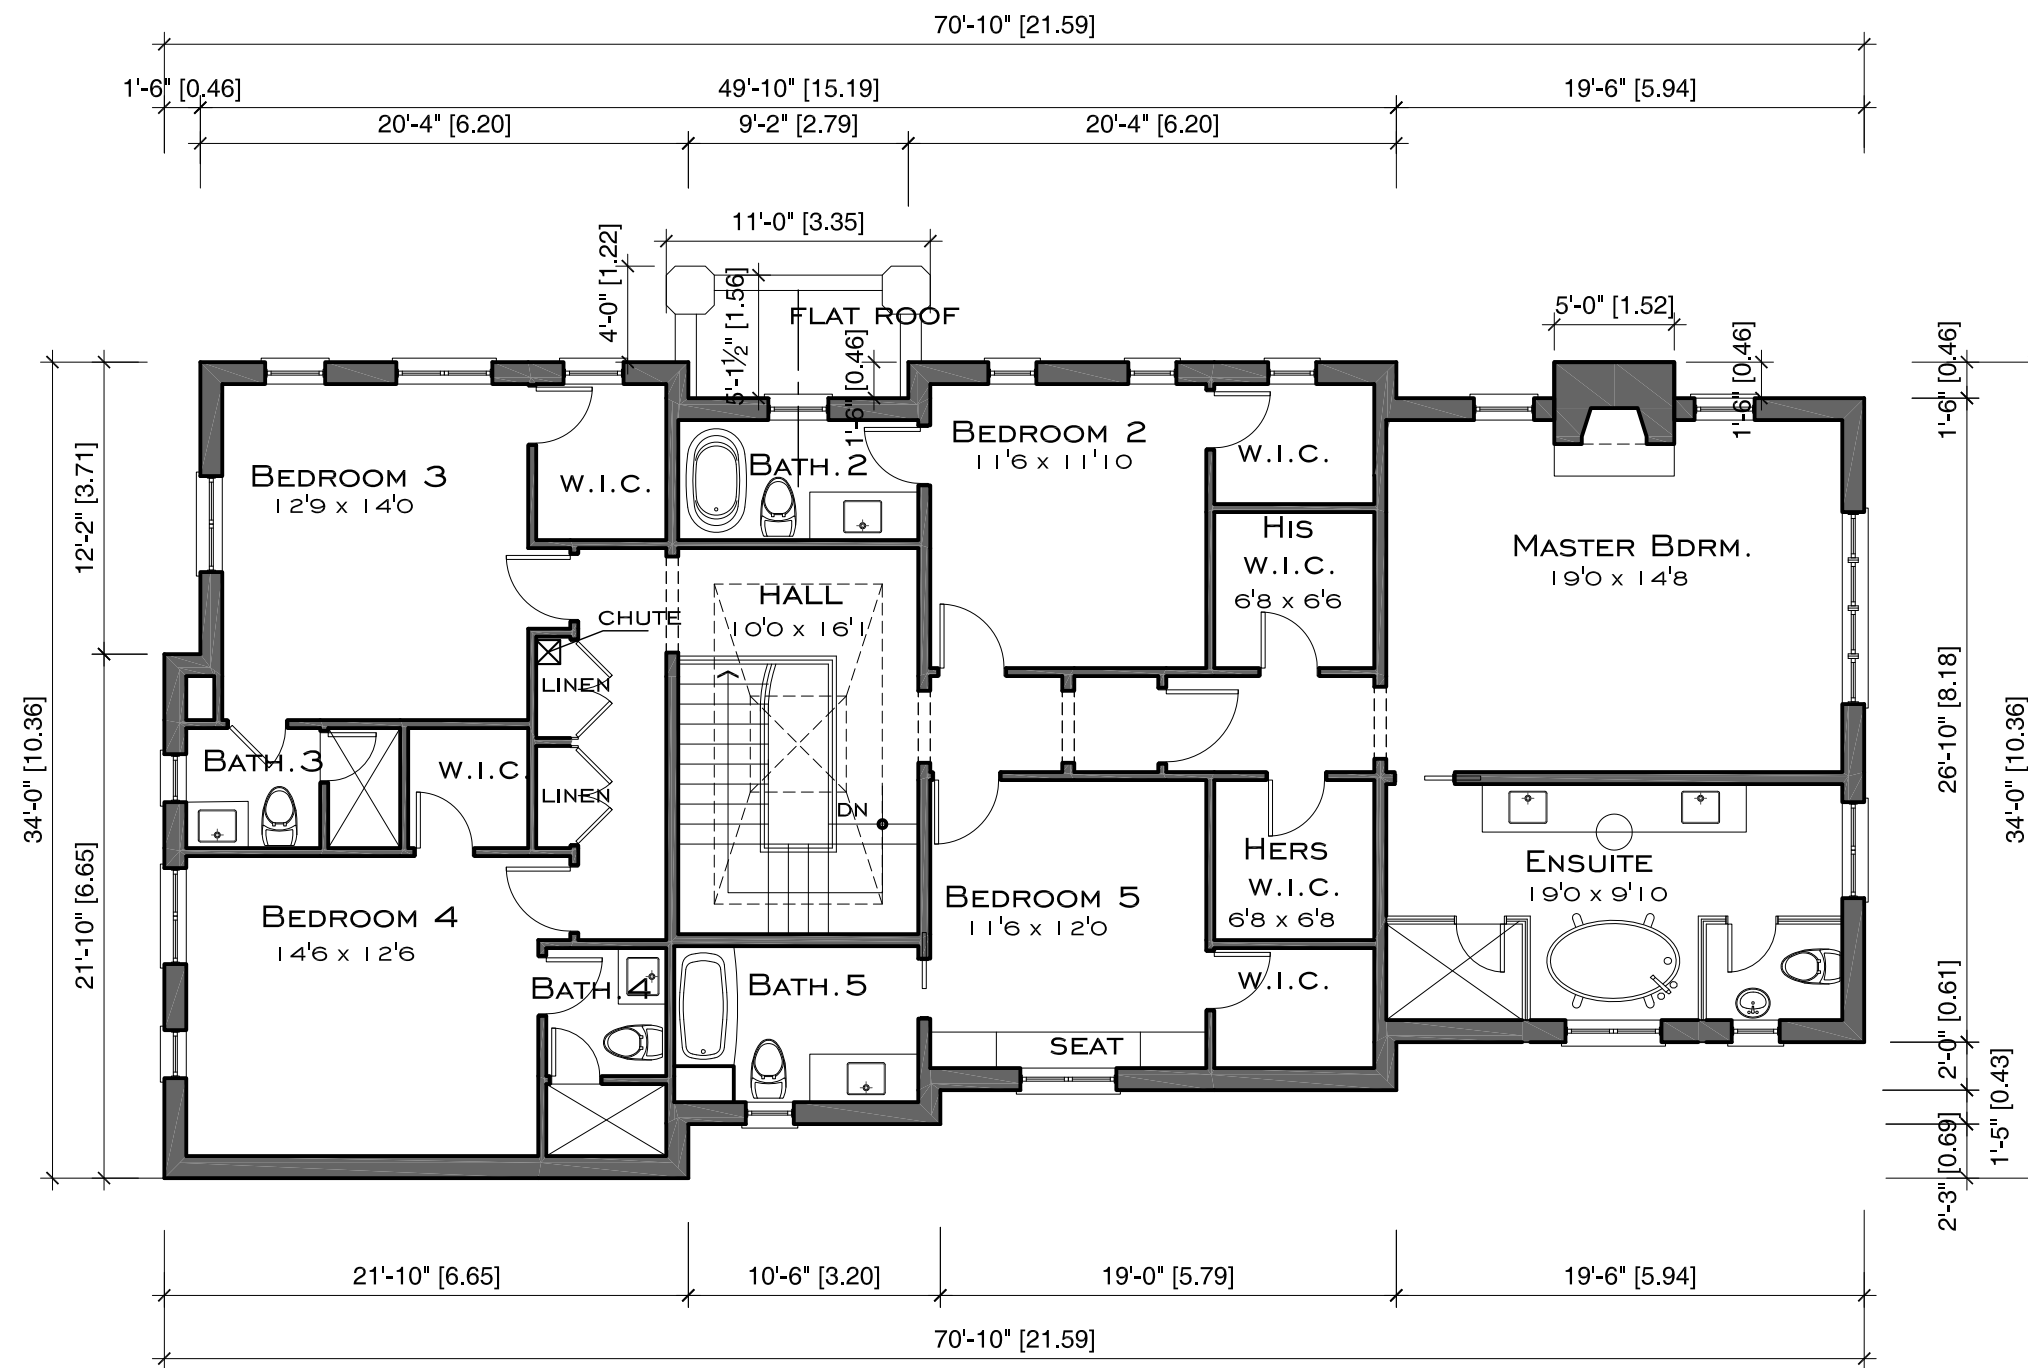 70'-10" [21.59]
1'-6" [0.46]
49'-10" [15.19]
19'-6" [5.94]
20'-4" [6.20]
9'-2" [2.79]
20'-4" [6.20]
11'-0" [3.35]
4'-0" [1.22]
5'-1½" [1.56]
FLAT ROOF
1'-6" [0.46]
5'-0" [1.52]
1'-6" [0.46]
1'-6" [0.46]
BEDROOM 3
12'9 x 14'0
W.I.C.
BATH.2
BEDROOM 2
11'6 x 11'10
W.I.C.
12'-2" [3.71]
HIS
W.I.C.
6'8 x 6'6
MASTER BDRM.
19'0 x 14'8
HALL
10'0 x 16'1
CHUTE
LINEN
34'-0" [10.36]
26'-10" [8.18]
34'-0" [10.36]
BATH.3
W.I.C.
LINEN
DN
21'-10" [6.65]
HERS
W.I.C.
6'8 x 6'8
ENSUITE
19'0 x 9'10
BEDROOM 4
14'6 x 12'6
BEDROOM 5
11'6 x 12'0
BATH.4
BATH.5
W.I.C.
SEAT
2'-0" [0.61]
1'-5" [0.43]
2'-3" [0.69]
21'-10" [6.65]
10'-6" [3.20]
19'-0" [5.79]
19'-6" [5.94]
70'-10" [21.59]